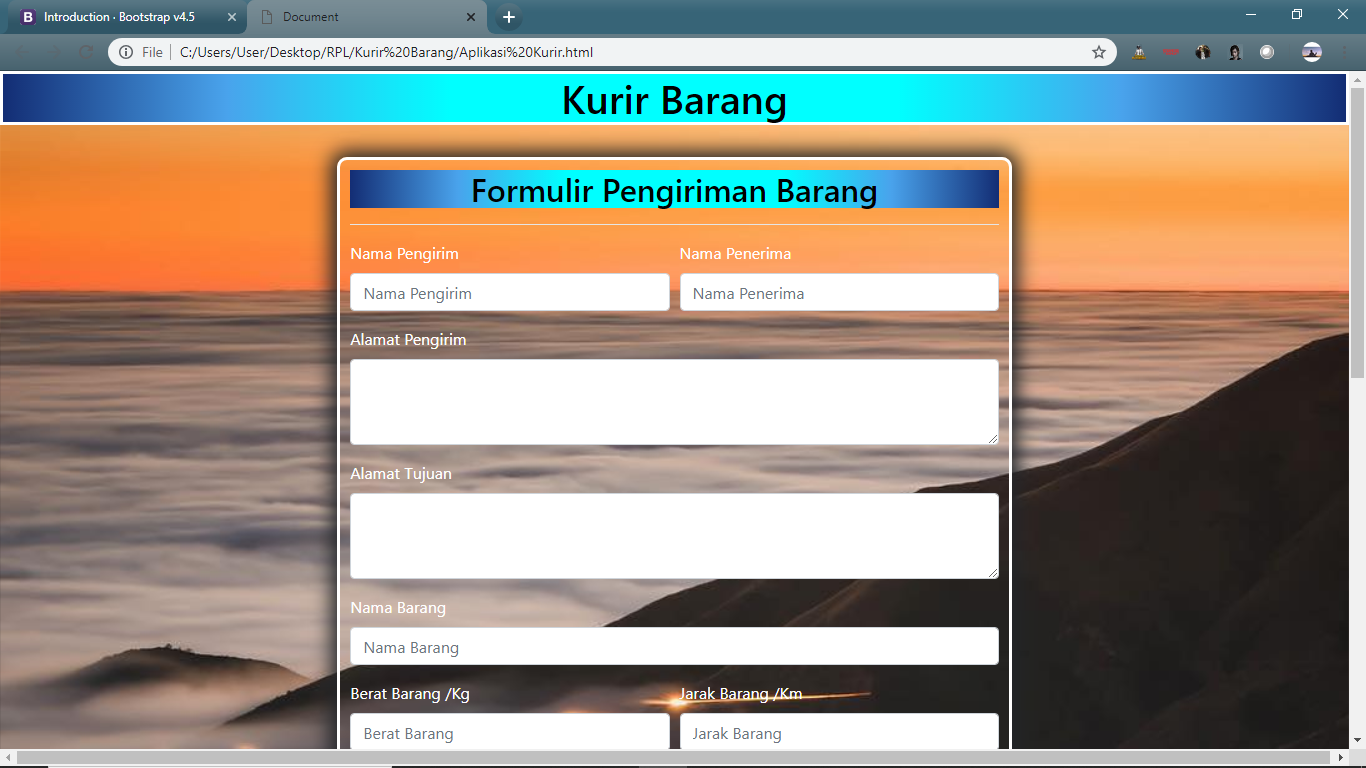 Introduction · Bootstrap v4.5
Document
File
C:/Users/User/Desktop/RPL/Kurir%20Barang/Aplikasi%20Kurir.html
Kurir Barang
Formulir Pengiriman Barang
Nama Pengirim Nama Penerima
Nama Pengirim Nama Penerima
Alamat Pengirim
Alamat Tujuan
Nama Barang
Nama Barang
Berat Barang /Kg Jarak Barang /Km
Berat Barang Jarak Barang